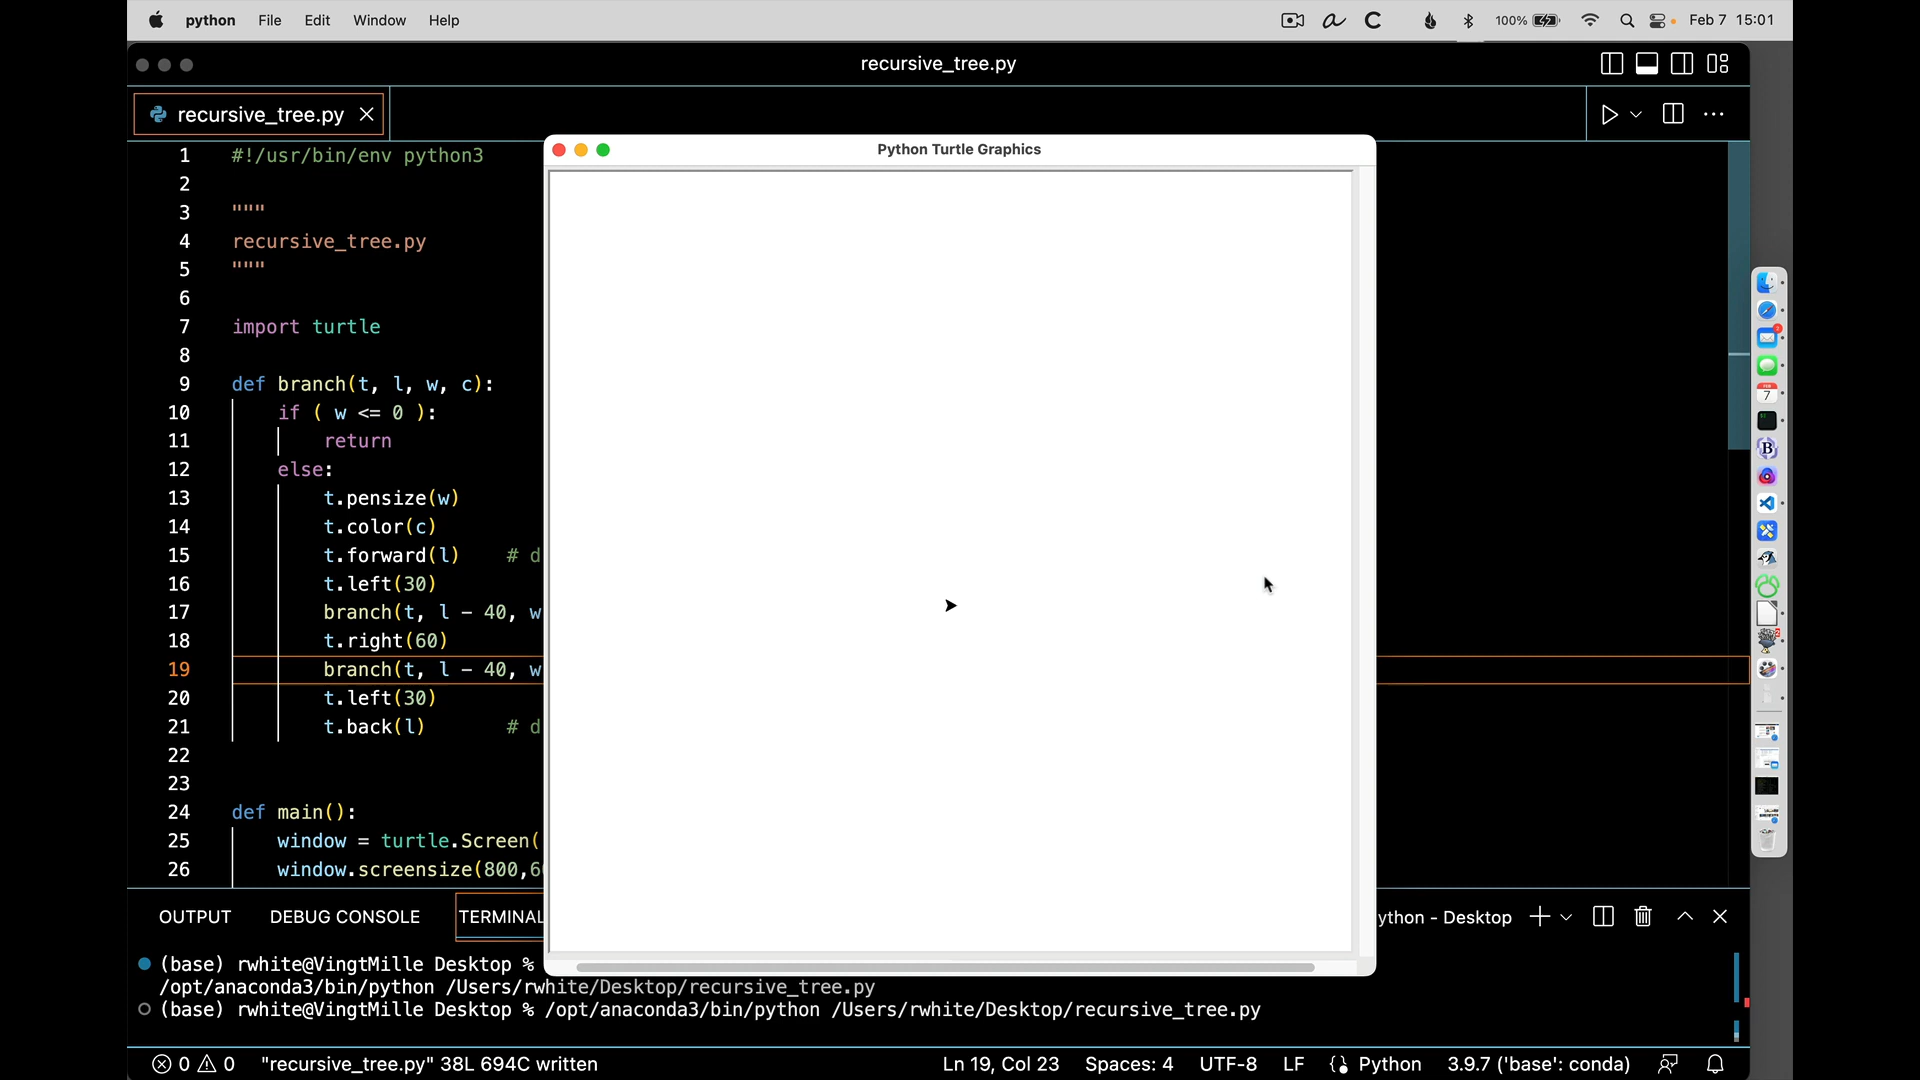 python File Edit Window Help 100% Feb 7 15:01
recursive_tree.py
recursive_tree.py
Python Turtle Graphics
1 #!/usr/bin/env python3
2
3 """
4 recursive_tree.py
5 """
6
7 import turtle
8
9 def branch(t, l, w, c):
10 if ( w <= 0 ):
11 return
12 else:
13 t.pensize(w)
14 t.color(c)
15 t.forward(l) # d
16 t.left(30)
17 branch(t, l - 40, w
18 t.right(60)
19 branch(t, l - 40, w
20 t.left(30)
21 t.back(l) # d
22
23
24 def main():
25 window = turtle.Screen(
26 window.screensize(800,6
OUTPUT DEBUG CONSOLE TERMINAL ython - Desktop
(base) rwhite@VingtMille Desktop %
/opt/anaconda3/bin/python /Users/rwhite/Desktop/recursive_tree.py
(base) rwhite@VingtMille Desktop % /opt/anaconda3/bin/python /Users/rwhite/Desktop/recursive_tree.py
0 0 "recursive_tree.py" 38L 694C written Ln 19, Col 23 Spaces: 4 UTF-8 LF Python 3.9.7 ('base': conda)